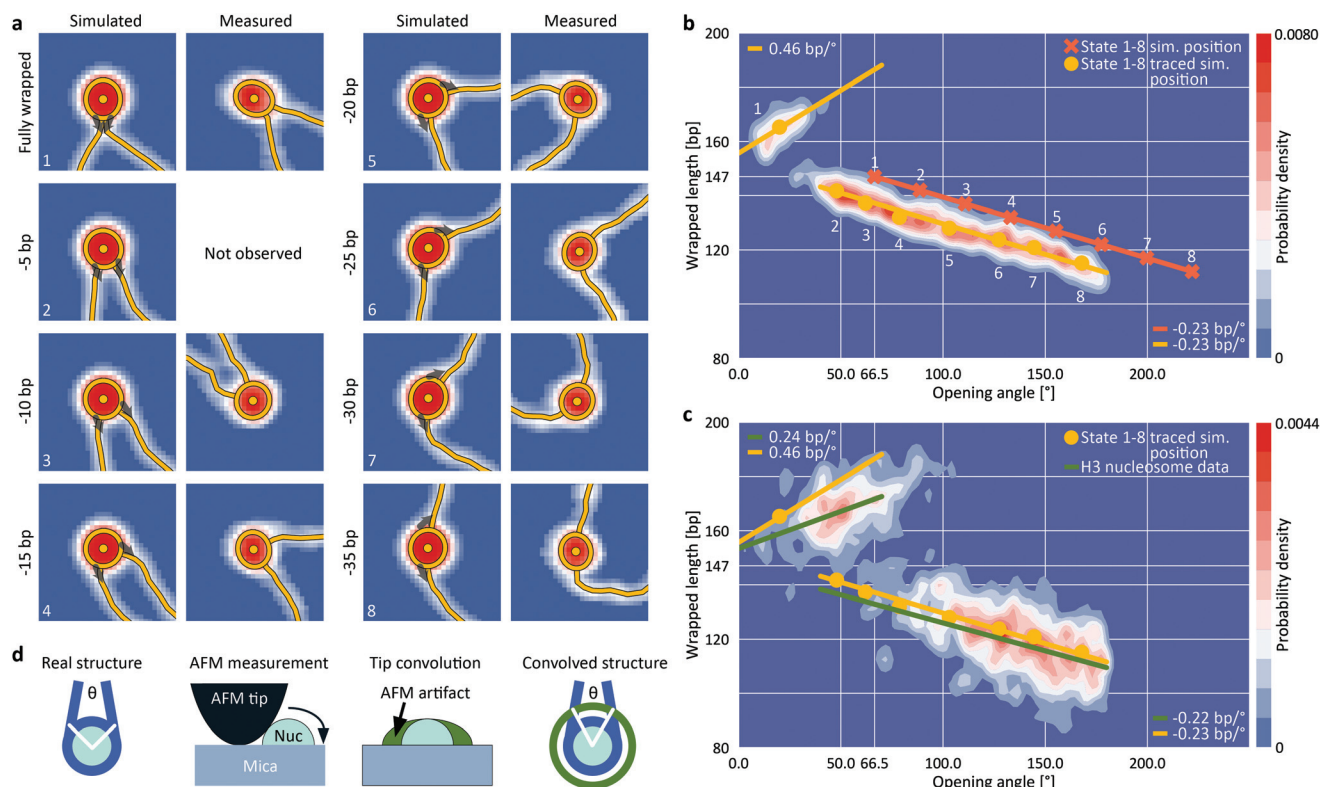 a
Simulated Measured Simulated Measured
Fully wrapped
1
-20 bp
5
-5 bp
2
Not observed
-25 bp
6
-10 bp
3
-30 bp
7
-15 bp
4
-35 bp
8
b
200
160
147
120
80
Wrapped length [bp]
0.46 bp/°
State 1-8 sim. position
State 1-8 traced sim.
position
1
1 2 3 4 5 6 7 8
2 3 4 5 6 7 8
-0.23 bp/°
-0.23 bp/°
0.0 50.0 66.5 100.0 150.0 200.0
Opening angle [°]
0.0080
Probability density
0
c
200
160
147
120
80
Wrapped length [bp]
0.24 bp/°
0.46 bp/°
State 1-8 traced sim.
position
H3 nucleosome data
-0.22 bp/°
-0.23 bp/°
0.0 50.0 66.5 100.0 150.0 200.0
Opening angle [°]
0.0044
Probability density
0
d
Real structure
θ
AFM measurement
AFM tip
Nuc
Mica
Tip convolution
AFM artifact
Convolved structure
θ